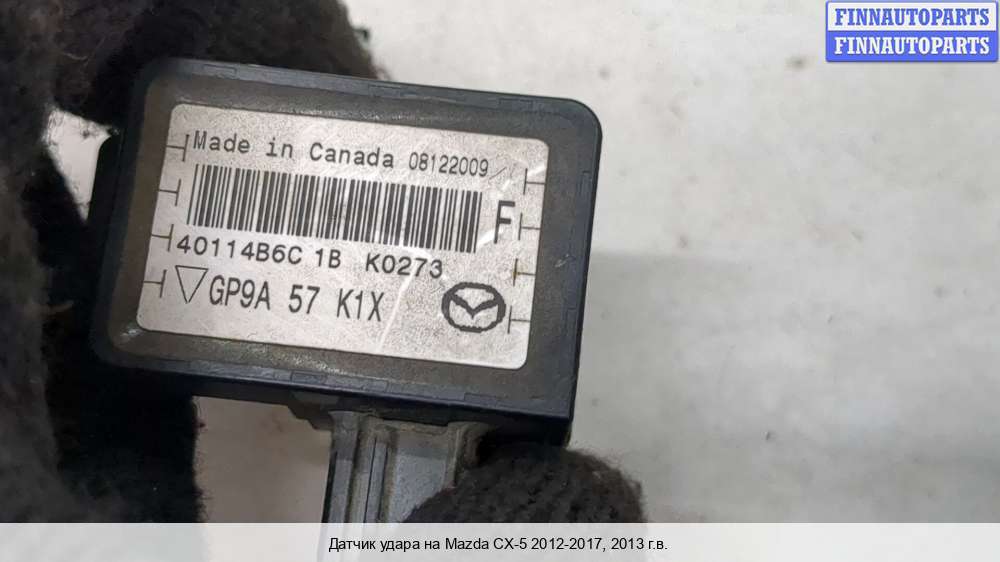 FINNAUTOPARTS
FINNAUTOPARTS
Made in Canada 08122009
F
40114B6C 1B K0273
GP9A 57 K1X
Датчик удара на Mazda CX-5 2012-2017, 2013 г.в.